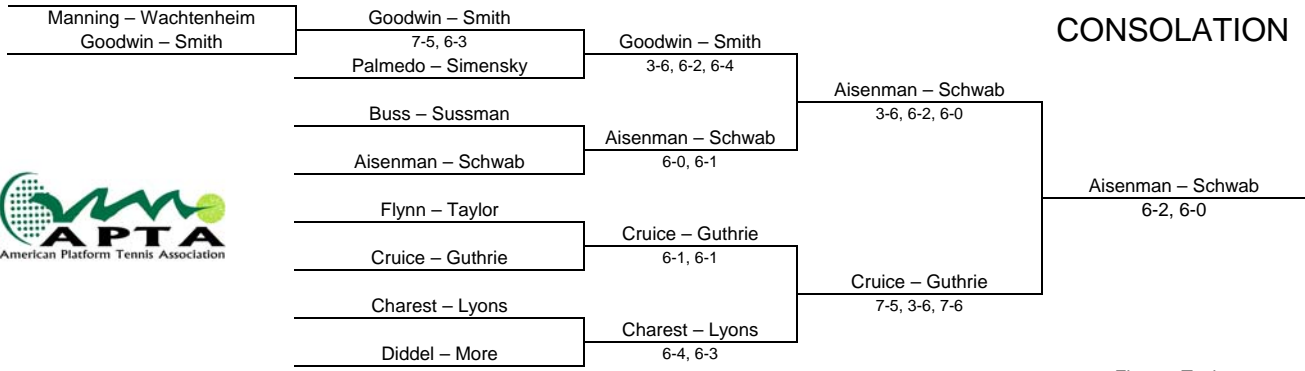 CONSOLATION
Manning – Wachtenheim
Goodwin – Smith
Goodwin – Smith
7-5, 6-3
Palmedo – Simensky
Goodwin – Smith
3-6, 6-2, 6-4
Buss – Sussman
Aisenman – Schwab
Aisenman – Schwab
6-0, 6-1
Aisenman – Schwab
3-6, 6-2, 6-0
Flynn – Taylor
Cruice – Guthrie
Cruice – Guthrie
6-1, 6-1
Charest – Lyons
Diddel – More
Charest – Lyons
6-4, 6-3
Cruice – Guthrie
7-5, 3-6, 7-6
Aisenman – Schwab
6-2, 6-0
APTA
American Platform Tennis Association